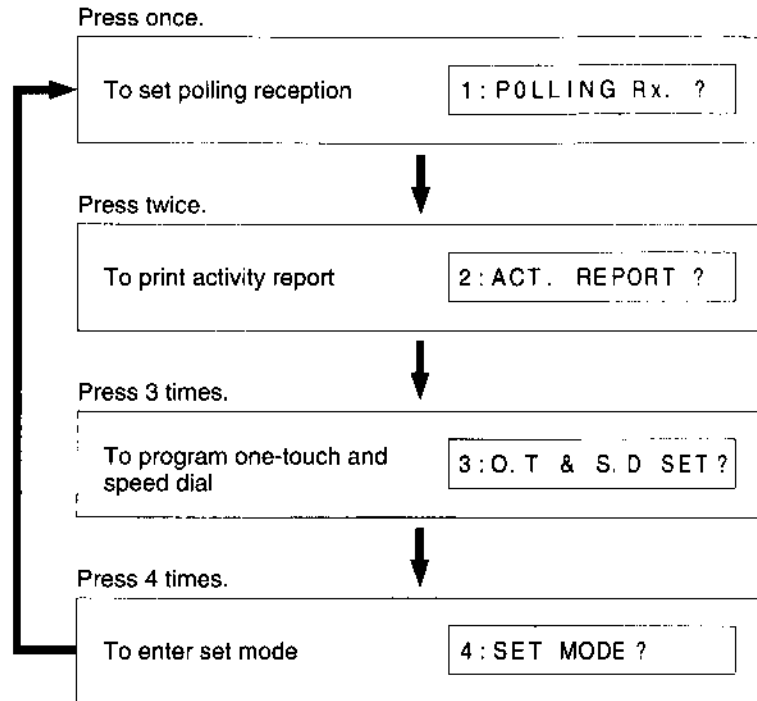 Press once.
To set polling reception
1:POLLING Rx. ?
Press twice.
To print activity report
2:ACT. REPORT ?
Press 3 times.
To program one-touch and
speed dial
3:O.T & S.D SET?
Press 4 times.
To enter set mode
4:SET MODE?